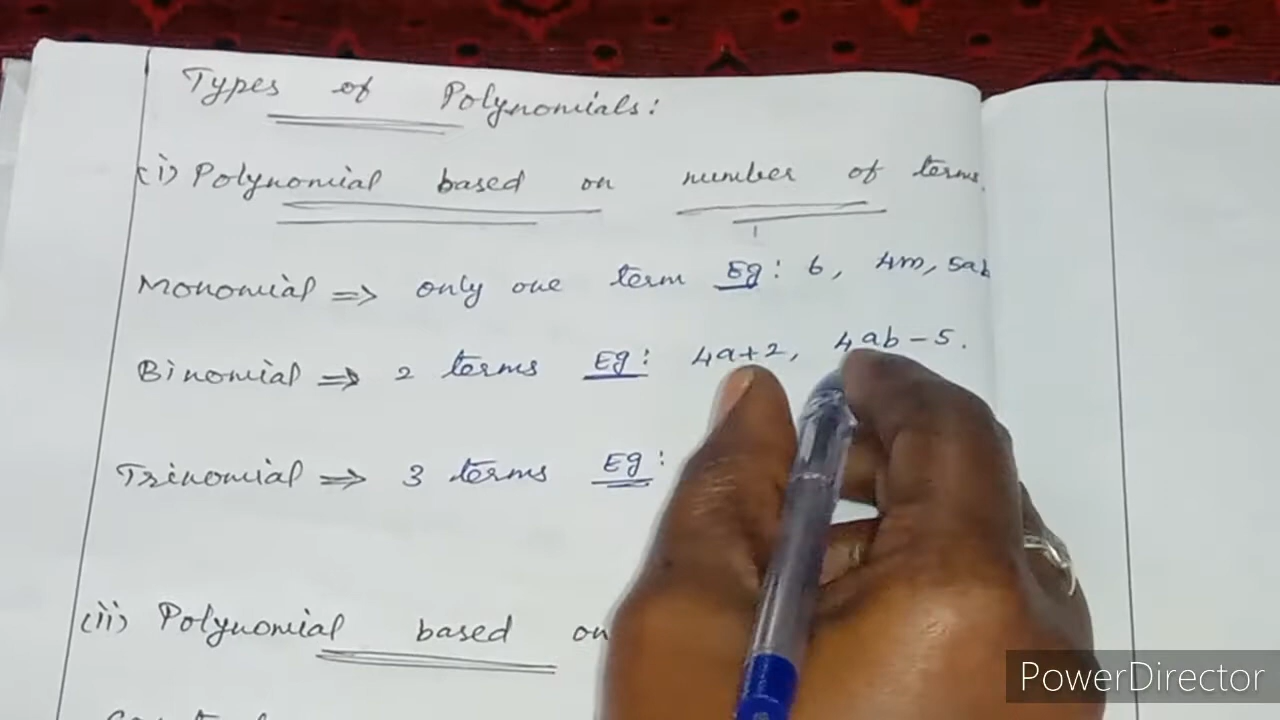 Types of Polynomials:
(i) Polynomial based on number of terms.
Monomial => only one term Eg: 6, 4m, 5ab
Binomial => 2 terms Eg: 4a+2, 4ab-5.
Trinomial => 3 terms Eg:
(ii) Polynomial based on
PowerDirector